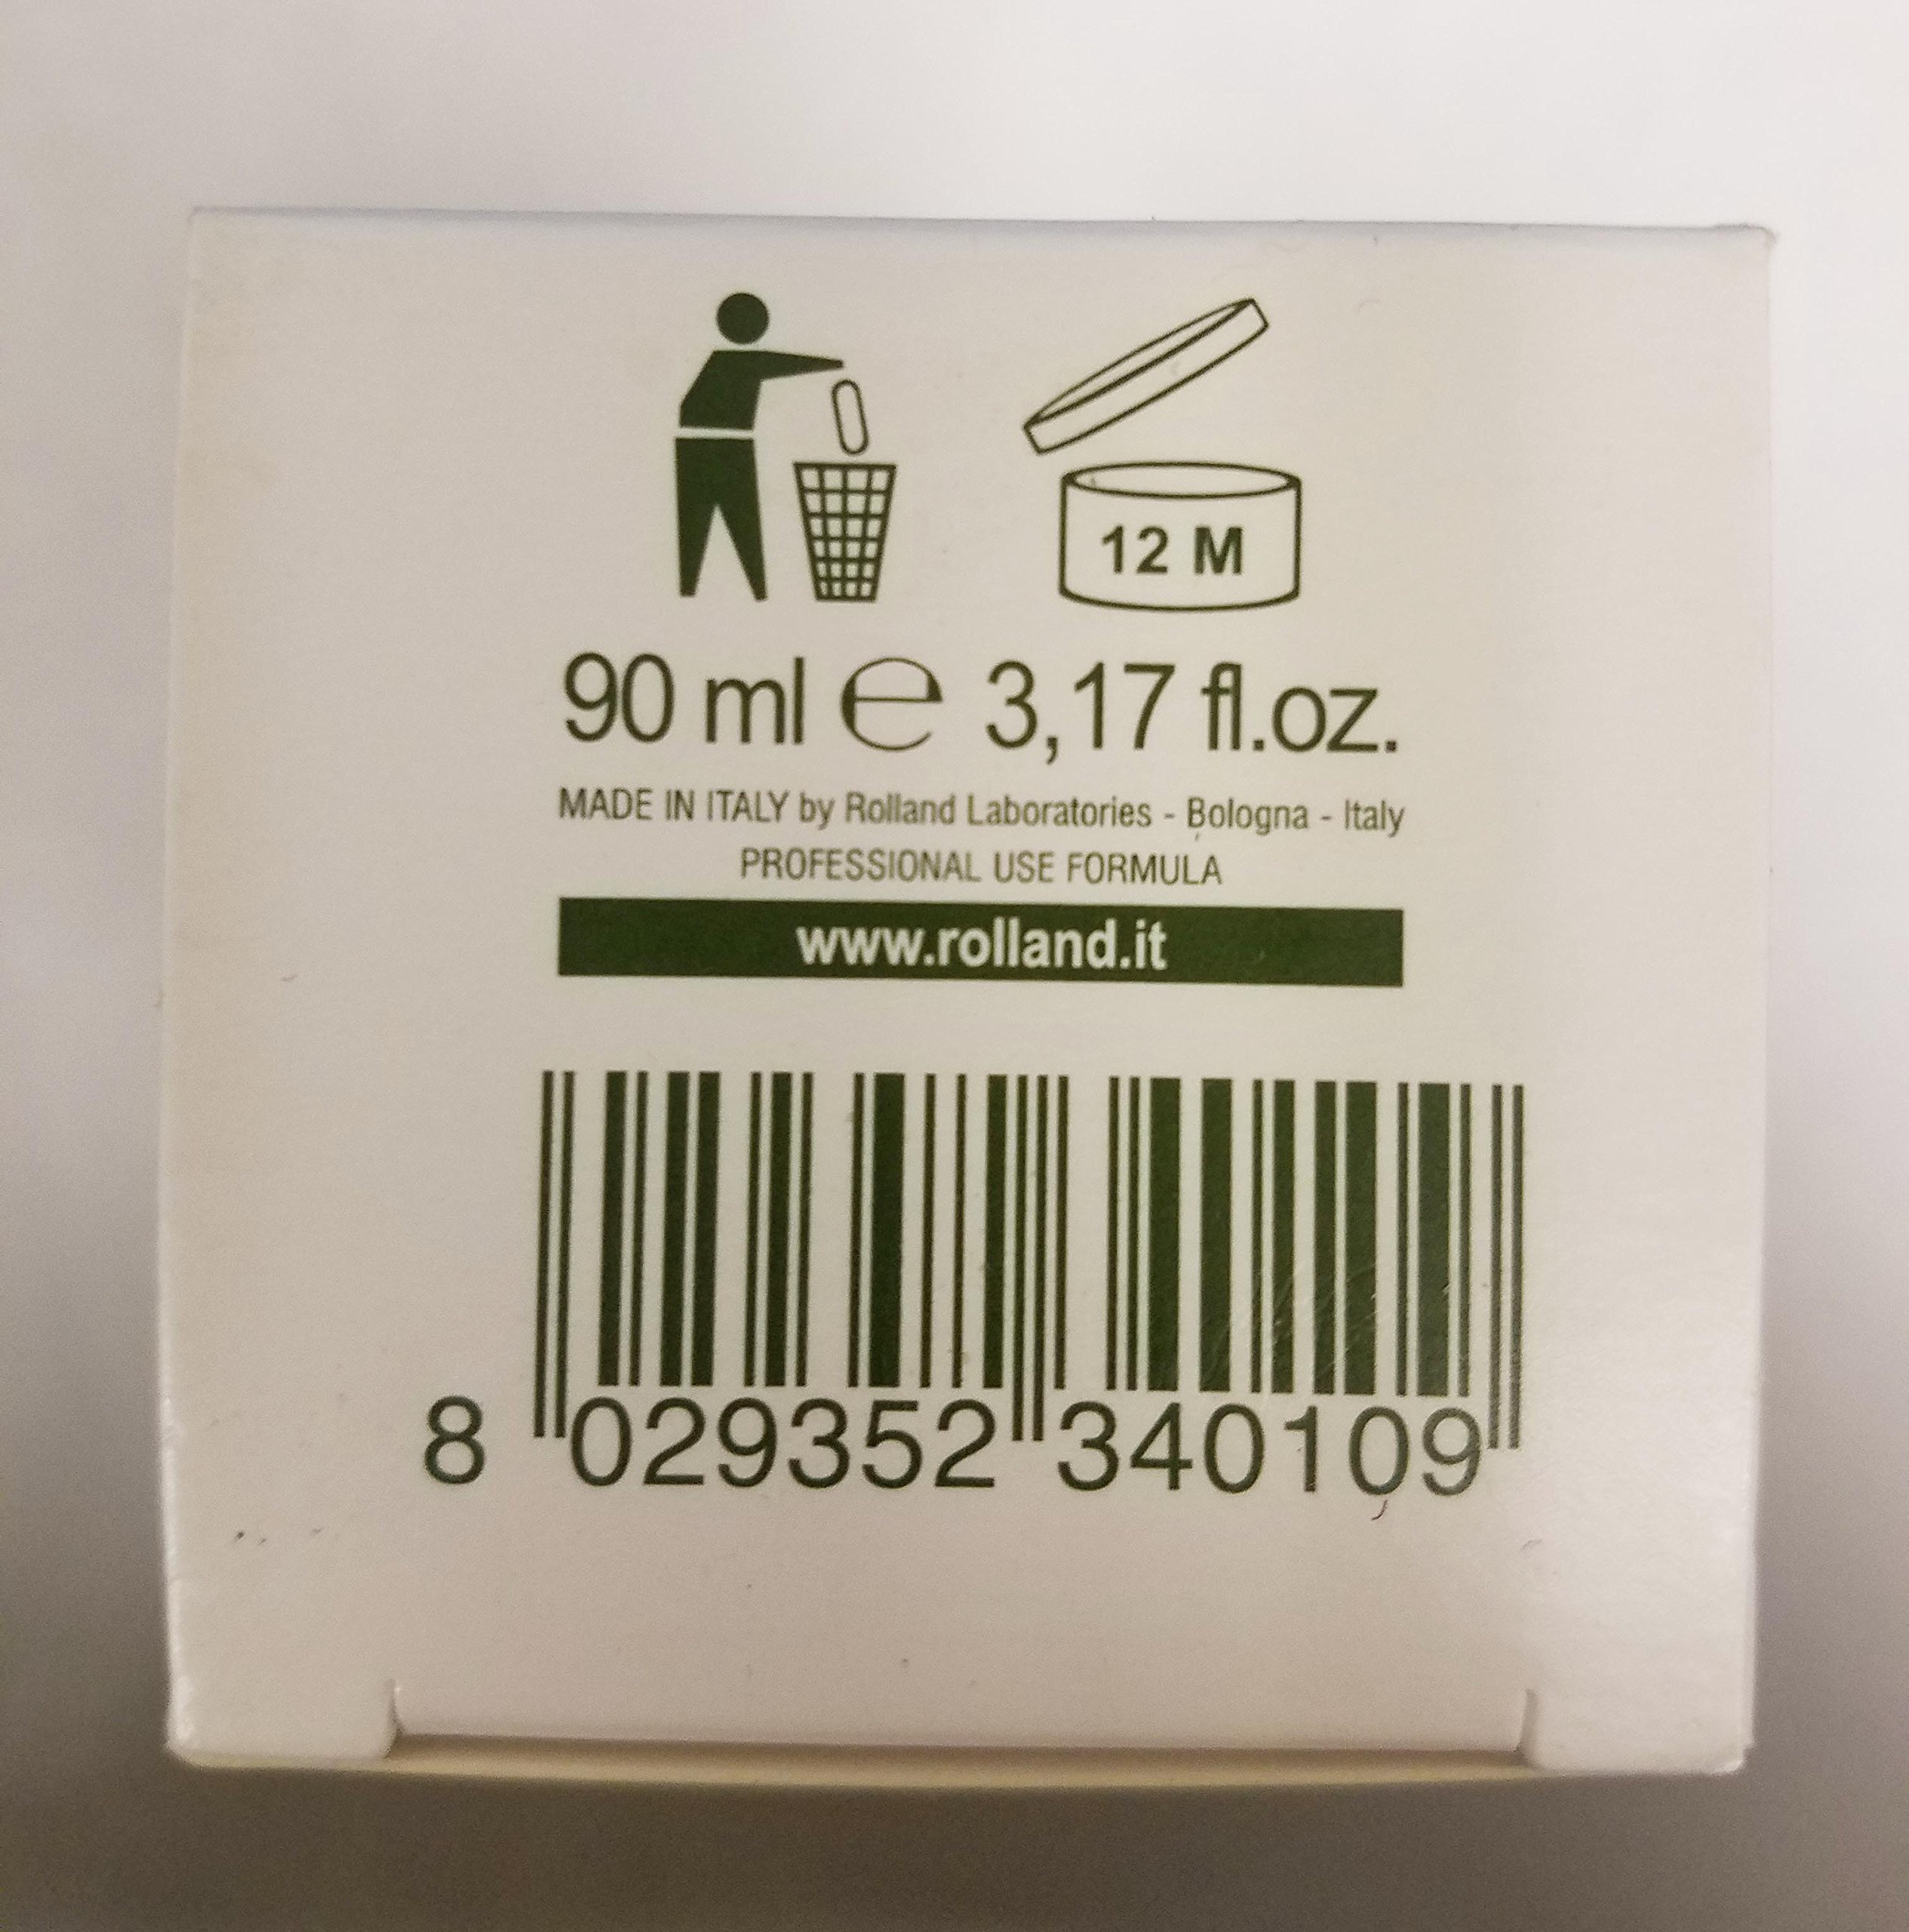 12 M
90 ml ℮ 3,17 fl.oz.
MADE IN ITALY by Rolland Laboratories - Bologna - Italy
PROFESSIONAL USE FORMULA
www.rolland.it
8 029352 340109